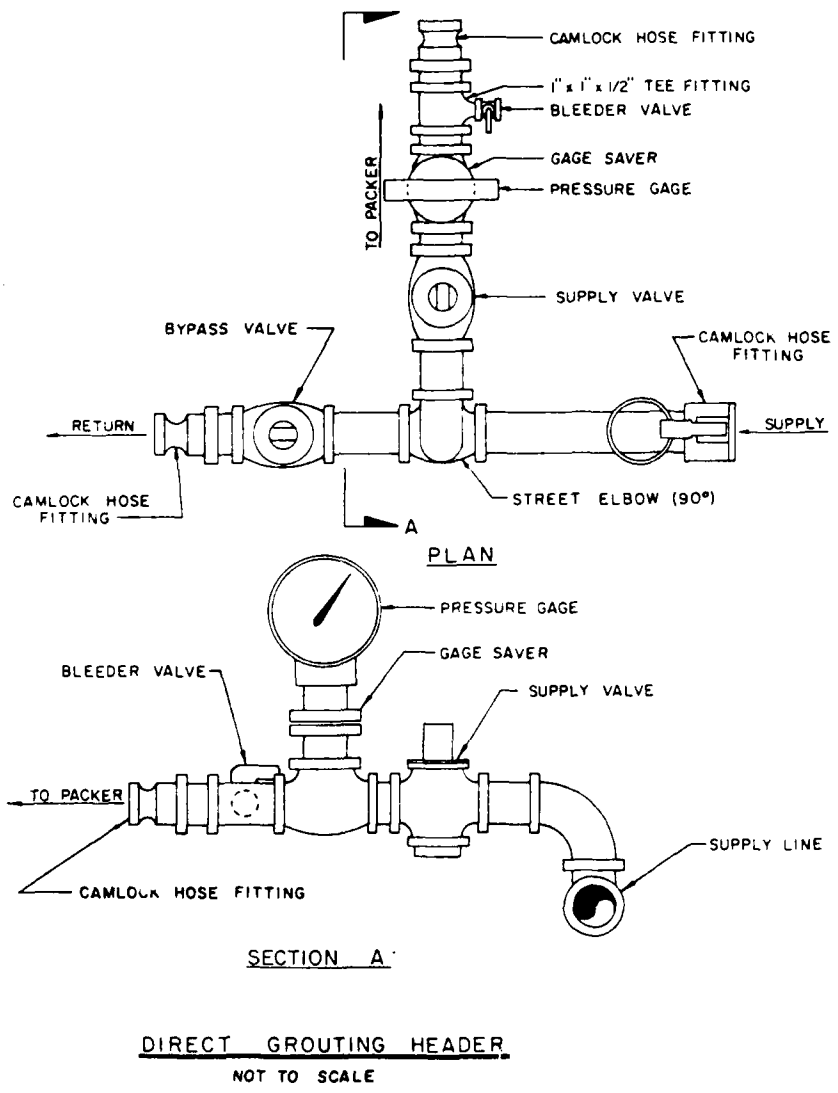 A
CAMLOCK HOSE FITTING
1" x 1" x 1/2" TEE FITTING
BLEEDER VALVE
GAGE SAVER
PRESSURE GAGE
TO PACKER
SUPPLY VALVE
BYPASS VALVE
CAMLOCK HOSE
FITTING
RETURN
SUPPLY
CAMLOCK HOSE
FITTING
STREET ELBOW (90°)
A
PLAN
PRESSURE GAGE
GAGE SAVER
BLEEDER VALVE
SUPPLY VALVE
TO PACKER
SUPPLY LINE
CAMLOCK HOSE FITTING
SECTION A
DIRECT GROUTING HEADER
NOT TO SCALE